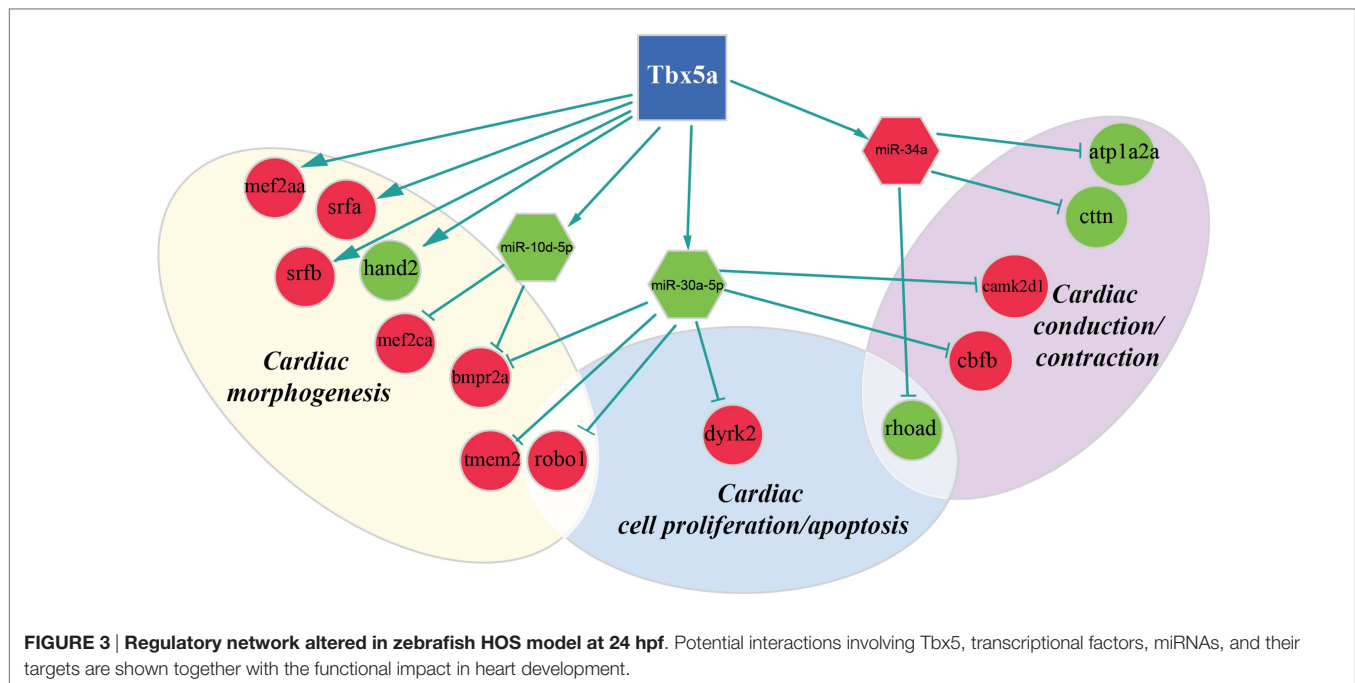 Tbx5a
miR-34a
atp1a2a
mef2aa
srfa
cttn
miR-10d-5p
srfb
hand2
miR-30a-5p
camk2d1
Cardiac
conduction/
contraction
mef2ca
cbfb
Cardiac
morphogenesis
bmpr2a
dyrk2
rhoad
tmem2
robo1
Cardiac
cell proliferation/apoptosis
FIGURE 3 | Regulatory network altered in zebrafish HOS model at 24 hpf. Potential interactions involving Tbx5, transcriptional factors, miRNAs, and their
targets are shown together with the functional impact in heart development.